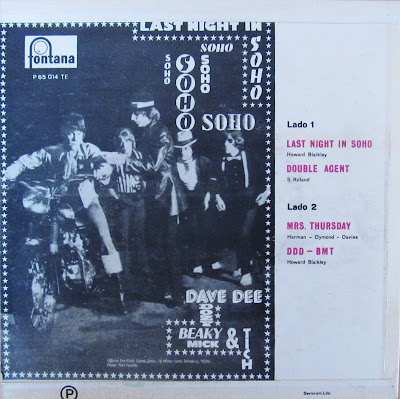 LAST NIGHT IN
SOHO
fontana
P 65 014 TE
SOHO
SOHO
SOHO
SOHO
SOHO
Lado 1
LAST NIGHT IN SOHO
Howard Blaikley
DOUBLE AGENT
S. Roland
Lado 2
MRS. THURSDAY
Harman - Dymond - Davies
DDD - BMT
Howard Blaikley
DAVE DEE
DOZY
BEAKY
MICK
& TICH
P